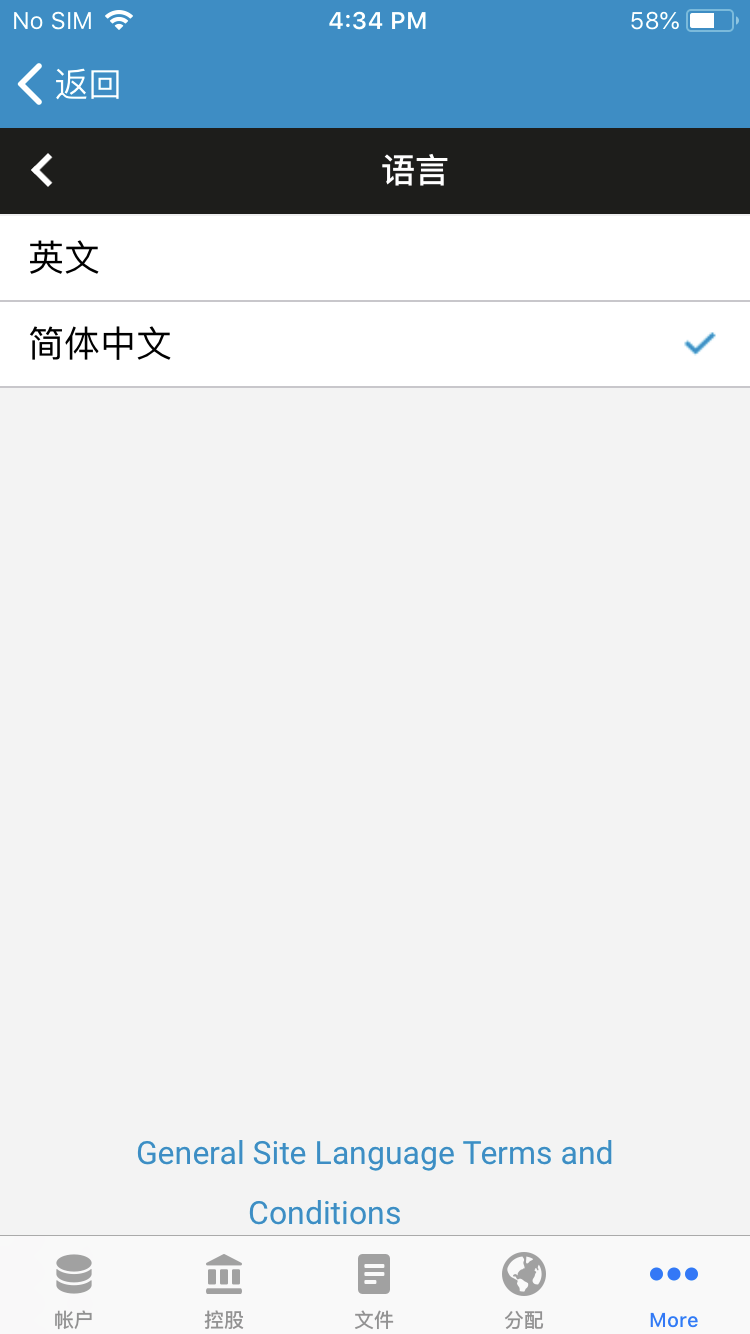 No SIM 4:34 PM 58%
返回
语言
英文
简体中文
General Site Language Terms and
Conditions
帐户 控股 文件 分配 More